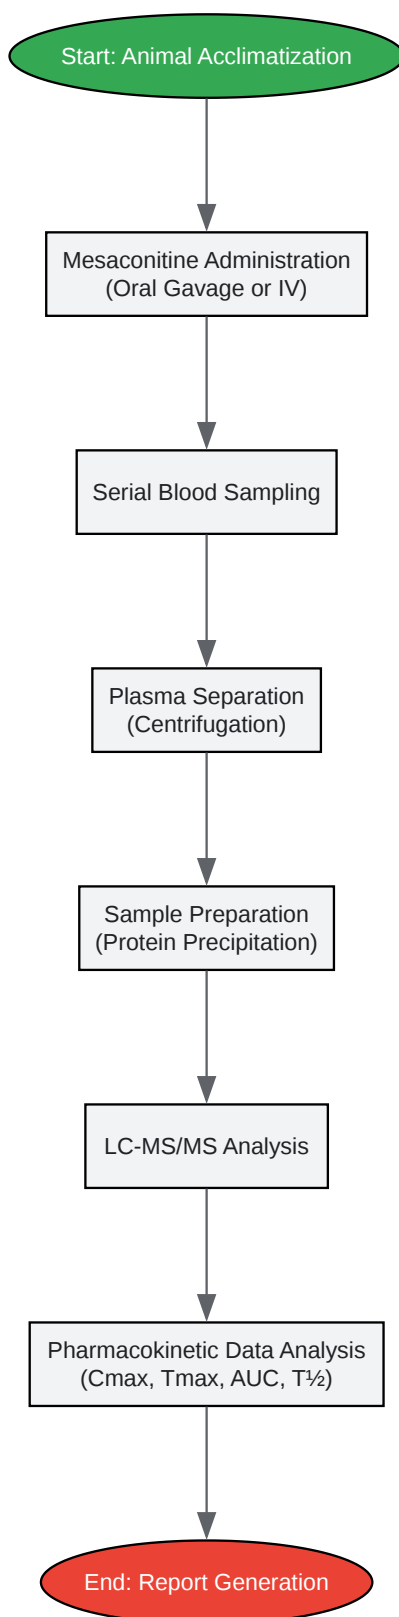 Start: Animal Acclimatization
Mesaconitine Administration
(Oral Gavage or IV)
Serial Blood Sampling
Plasma Separation
(Centrifugation)
Sample Preparation
(Protein Precipitation)
LC-MS/MS Analysis
Pharmacokinetic Data Analysis
(Cmax, Tmax, AUC, T½)
End: Report Generation